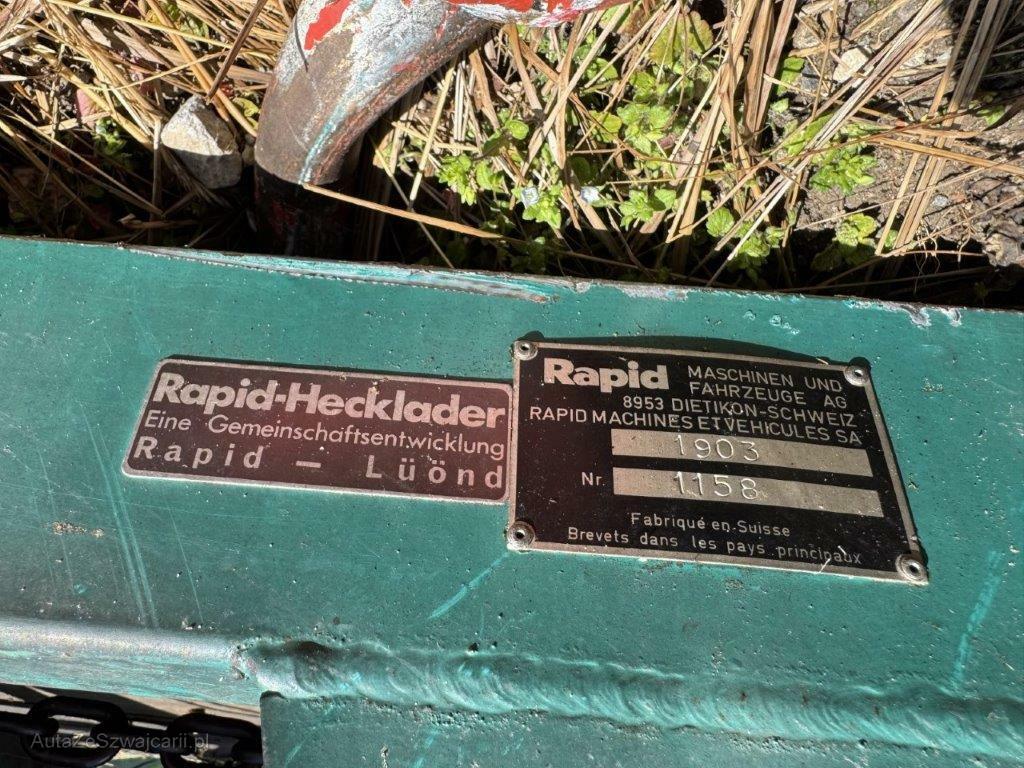 Rapid-Hecklader
Eine Gemeinschaftsentwicklung
Rapid - Lüönd
Rapid MASCHINEN UND
FAHRZEUGE AG
8953 DIETIKON-SCHWEIZ
RAPID MACHINES ET VEHICULES SA
1903
Nr. 1158
Fabriqué en Suisse
Brevets dans les pays principaux
AutaZeSzwajcarii.pl